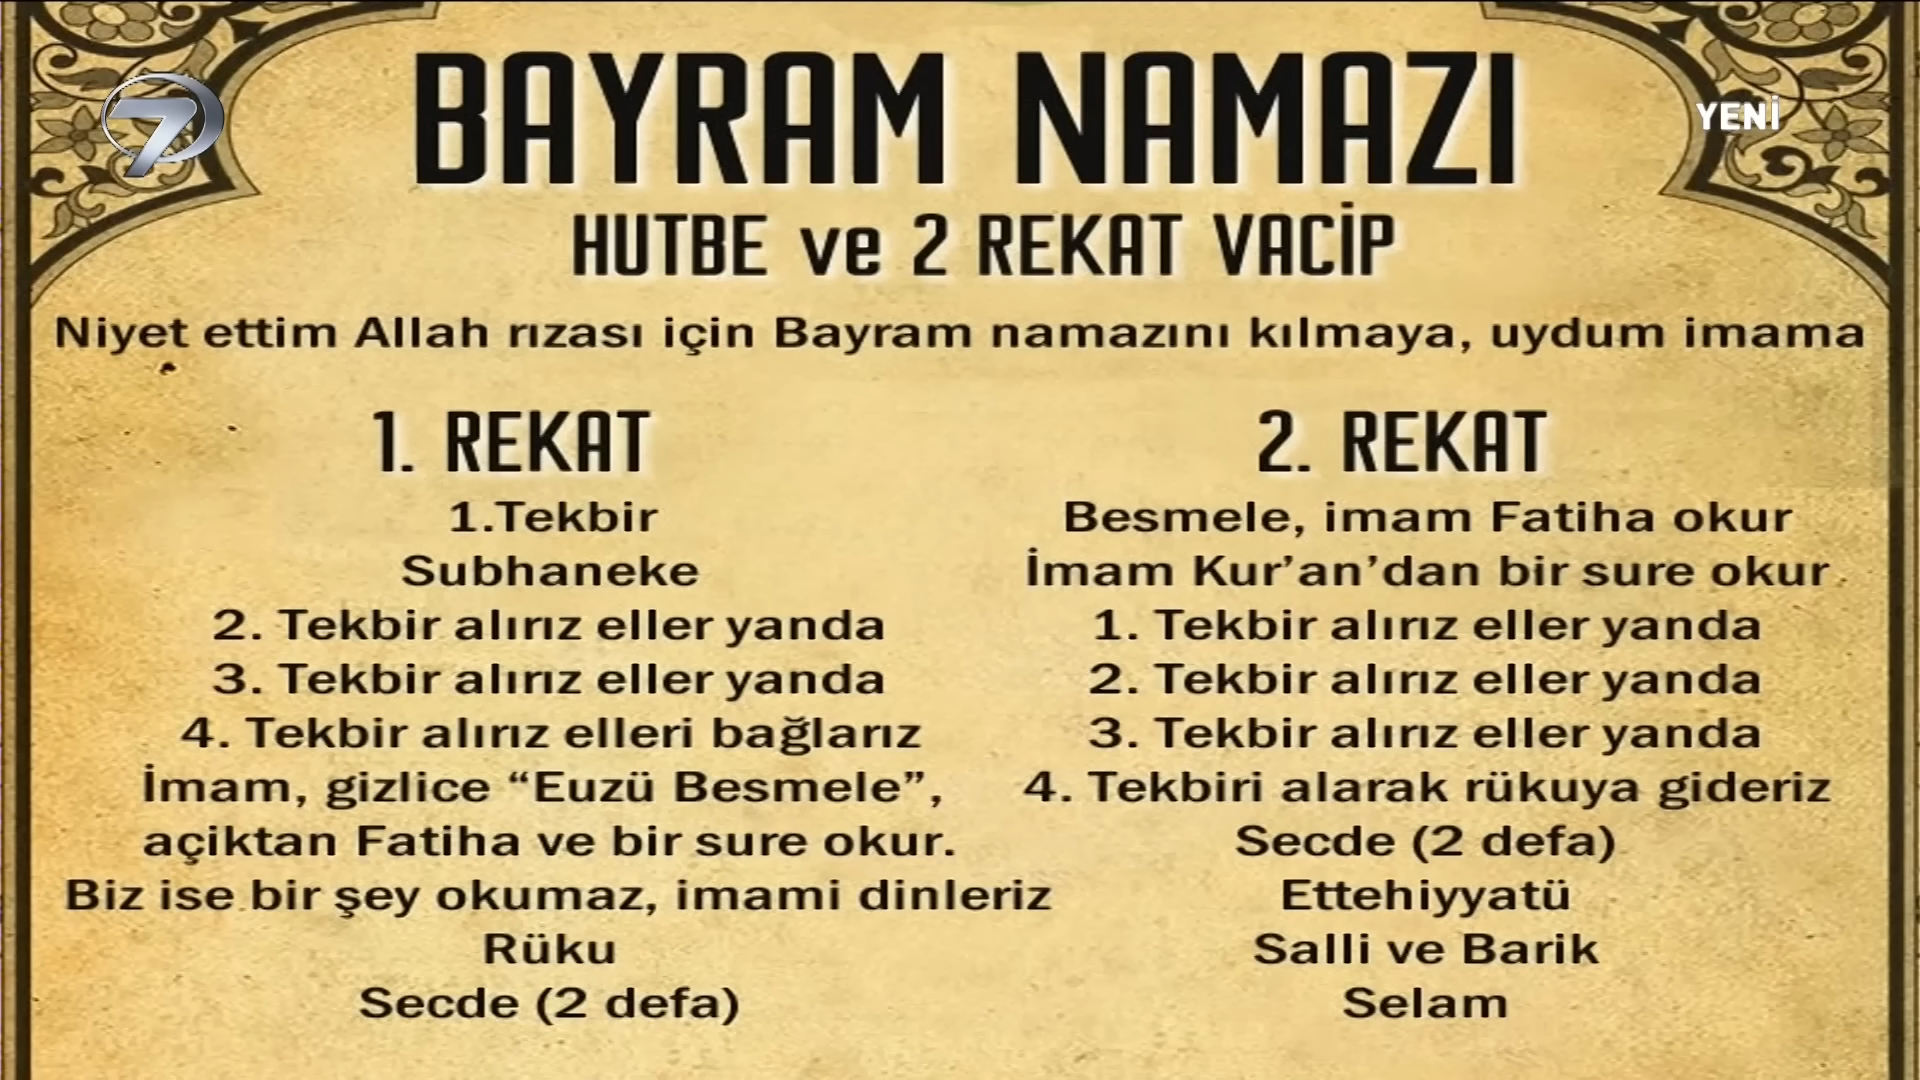 7
YENİ
BAYRAM NAMAZI
HUTBE ve 2 REKAT VACİP
Niyet ettim Allah rızası için Bayram namazını kılmaya, uydum imama
1. REKAT
1.Tekbir
Subhaneke
2. Tekbir alırız eller yanda
3. Tekbir alırız eller yanda
4. Tekbir alırız elleri bağlarız
İmam, gizlice “Euzü Besmele”,
açiktan Fatiha ve bir sure okur.
Biz ise bir şey okumaz, imami dinleriz
Rüku
Secde (2 defa)
2. REKAT
Besmele, imam Fatiha okur
İmam Kur’an’dan bir sure okur
1. Tekbir alırız eller yanda
2. Tekbir alırız eller yanda
3. Tekbir alırız eller yanda
4. Tekbiri alarak rükuya gideriz
Secde (2 defa)
Ettehiyyatü
Salli ve Barik
Selam